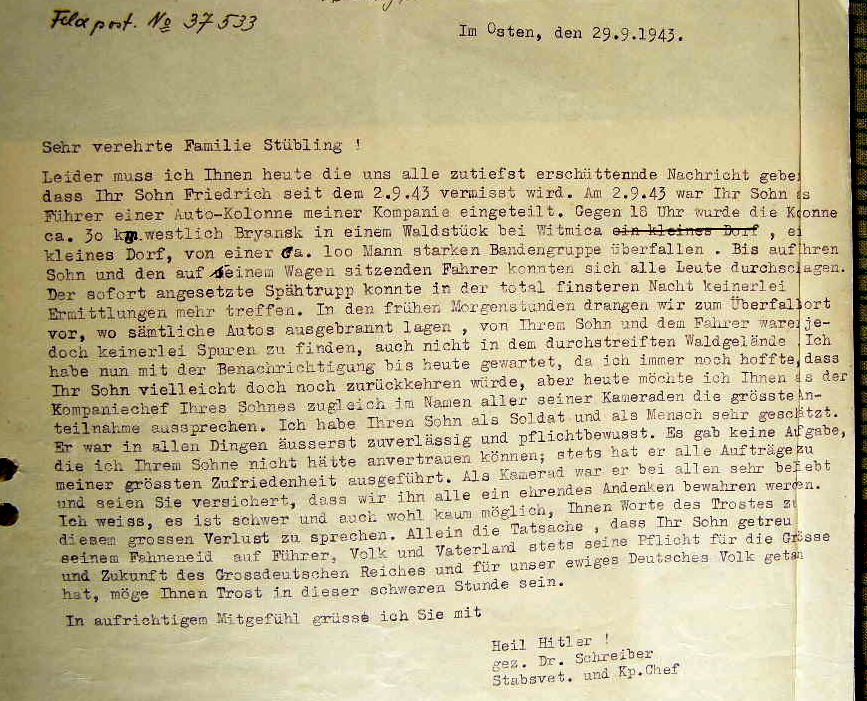 Feldpost. No 37 533
Im Osten, den 29.9.1943.
Sehr verehrte Familie Stübling !
Leider muss ich Ihnen heute die uns alle zutiefst erschüttennde Nachricht gebe
dass Ihr Sohn Friedrich seit dem 2.9.43 vermisst wird. Am 2.9.43 war Ihr Sohn
Führer einer Auto-Kolonne meiner Kompanie eingeteilt. Gegen 18 Uhr wurde die
ca. 3o km westlich Bryansk in einem Waldstück bei Witmica ein kleines Dorf , ei
kleines Dorf, von einer ca. 1oo Mann starken Bandengruppe überfallen . Bis auf Ihren
Sohn und den auf seinem Wagen sitzenden Fahrer konnten sich alle Leute durchschlagen.
Der sofort angesetzte Spähtrupp konnte in der total finsteren Nacht keinerlei
Ermittlungen mehr treffen. In den frühen Morgenstunden drangen wir zum Überfallort
vor, wo sämtliche Autos ausgebrannt lagen , von Ihrem Sohn und dem Fahrer waren je-
doch keinerlei Spuren zu finden, auch nicht in dem durchstreiften Waldgelände Ich
habe nun mit der Benachrichtigung bis heute gewartet, da ich immer noch hoffte, dass
Ihr Sohn vielleicht doch noch zurückkehren würde, aber heute möchte ich Ihnen als der
Kompaniechef Ihres Sohnes zugleich im Namen aller seiner Kameraden die grösste An-
teilnahme aussprechen. Ich habe Ihren Sohn als Soldat und als Mensch sehr geschätzt.
Er war in allen Dingen äusserst zuverlässig und pflichtbewusst. Es gab keine Aufgabe,
die ich Ihrem Sohne nicht hätte anvertrauen können; stets hat er alle Aufträge zu
meiner grössten Zufriedenheit ausgeführt. Als Kamerad war er bei allen sehr beliebt
und seien Sie versichert, dass wir ihn alle ein ehrendes Andenken bewahren werden.
Ich weiss, es ist schwer und auch wohl kaum möglich, Ihnen Worte des Trostes zu
diesem grossen Verlust zu sprechen. Allein die Tatsache , dass Ihr Sohn getreu
seinem Fahneneid auf Führer, Volk und Vaterland stets seine Pflicht für die Grösse
und Zukunft des Grossdeutschen Reiches und für unser ewiges Deutsches Volk getan
hat, möge Ihnen Trost in dieser schweren Stunde sein.
In aufrichtigem Mitgefühl grüsse ich Sie mit
Heil Hitler !
gez. Dr. Schreiber
Stabsvet. und Kp.Chef